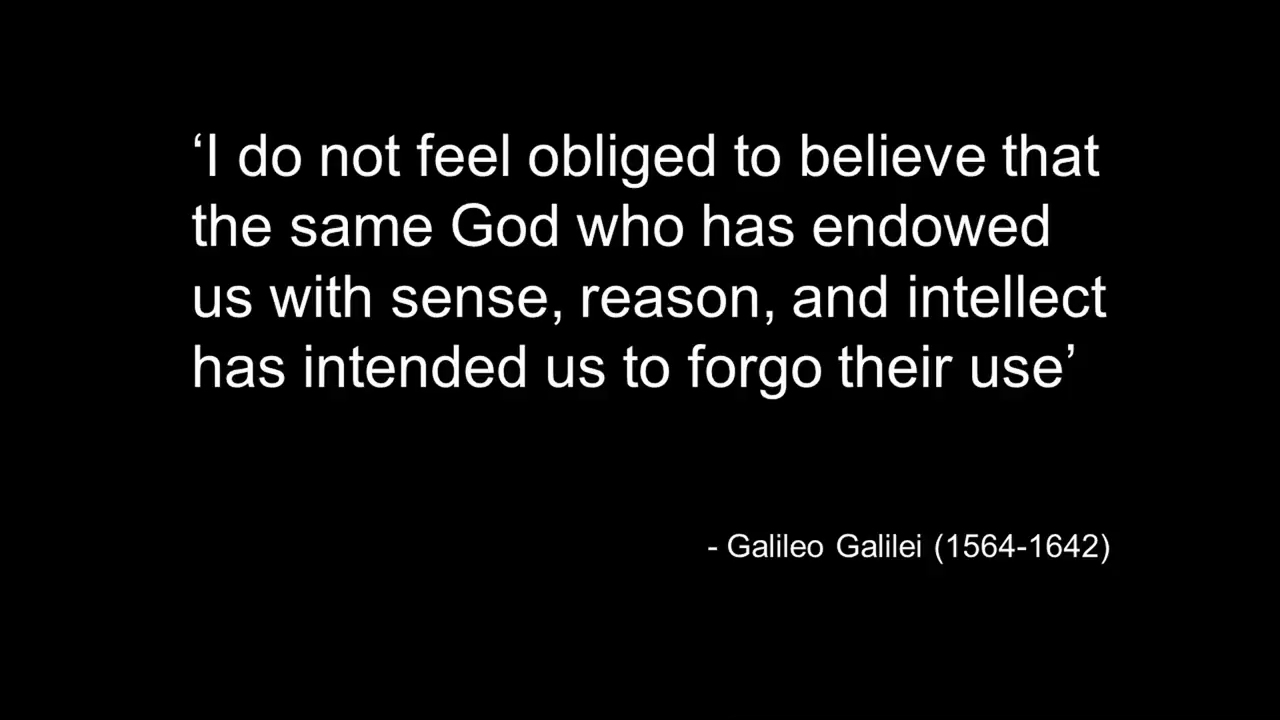 ‘I do not feel obliged to believe that
the same God who has endowed
us with sense, reason, and intellect
has intended us to forgo their use’
- Galileo Galilei (1564-1642)